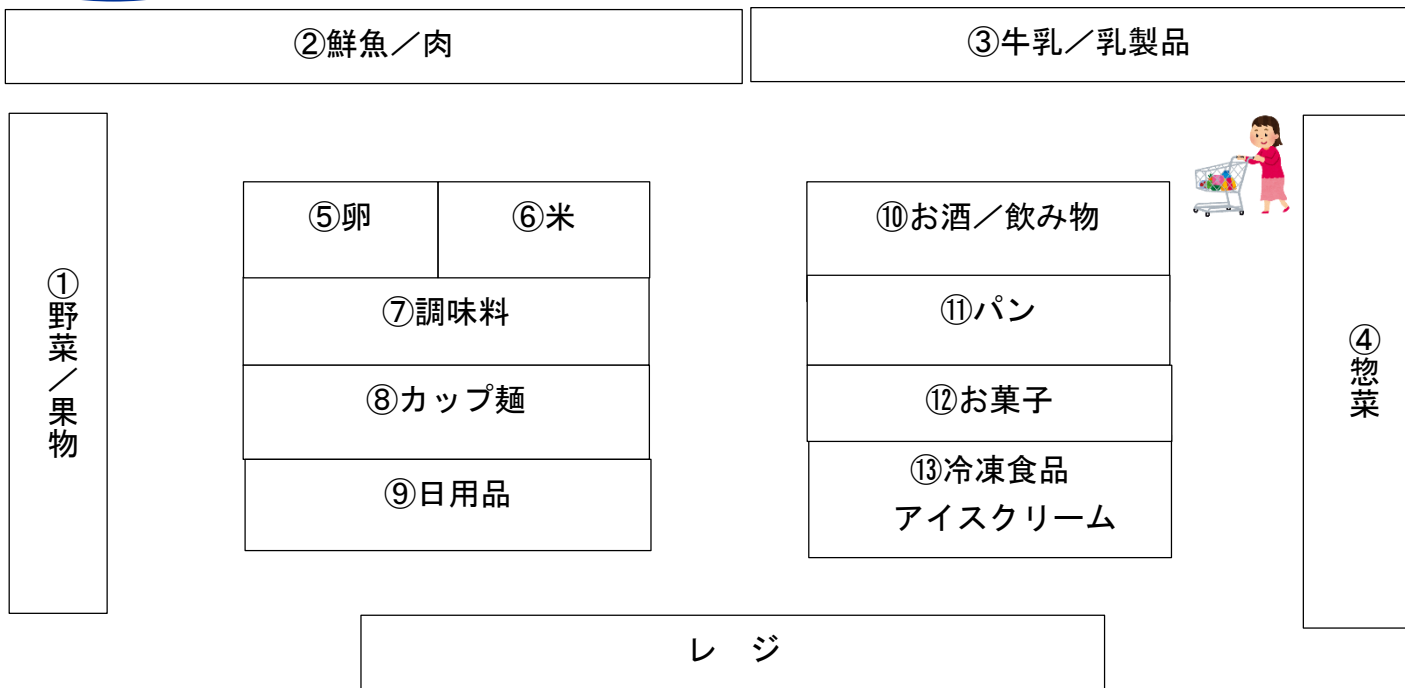 ②鮮魚／肉
③牛乳／乳製品
①野菜／果物
⑤卵
⑥米
⑦調味料
⑧カップ麺
⑨日用品
⑩お酒／飲み物
⑪パン
⑫お菓子
⑬冷凍食品
アイスクリーム
④惣菜
レ ジ